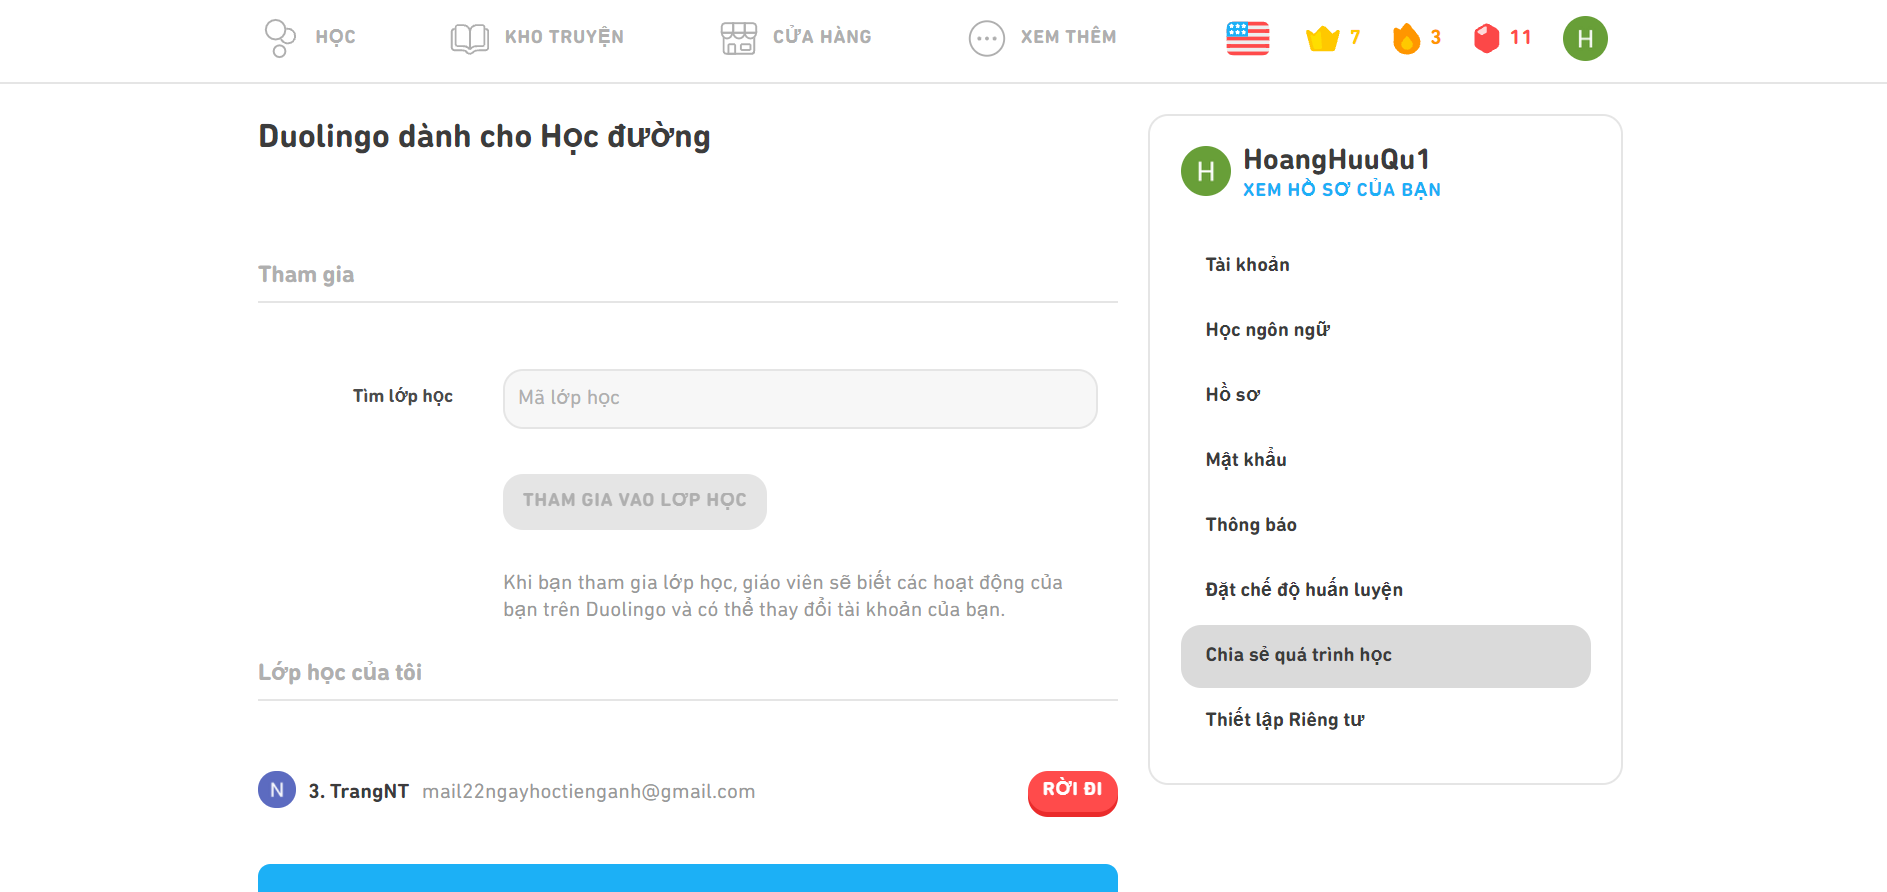 HỌC
KHO TRUYỆN
CỬA HÀNG
XEM THÊM
7
3
11
H
Duolingo dành cho Học đường
Tham gia
Tìm lớp học
Mã lớp học
THAM GIA VAO LƠP HỌC
Khi bạn tham gia lớp học, giáo viên sẽ biết các hoạt động của
bạn trên Duolingo và có thể thay đổi tài khoản của bạn.
Lớp học của tôi
N
3. TrangNT mail22ngayhoctienganh@gmail.com
RỜI ĐI
H
HoangHuuQu1
XEM HỒ SƠ CỦA BẠN
Tài khoản
Học ngôn ngữ
Hồ sơ
Mật khẩu
Thông báo
Đặt chế độ huấn luyện
Chia sẻ quá trình học
Thiết lập Riêng tư